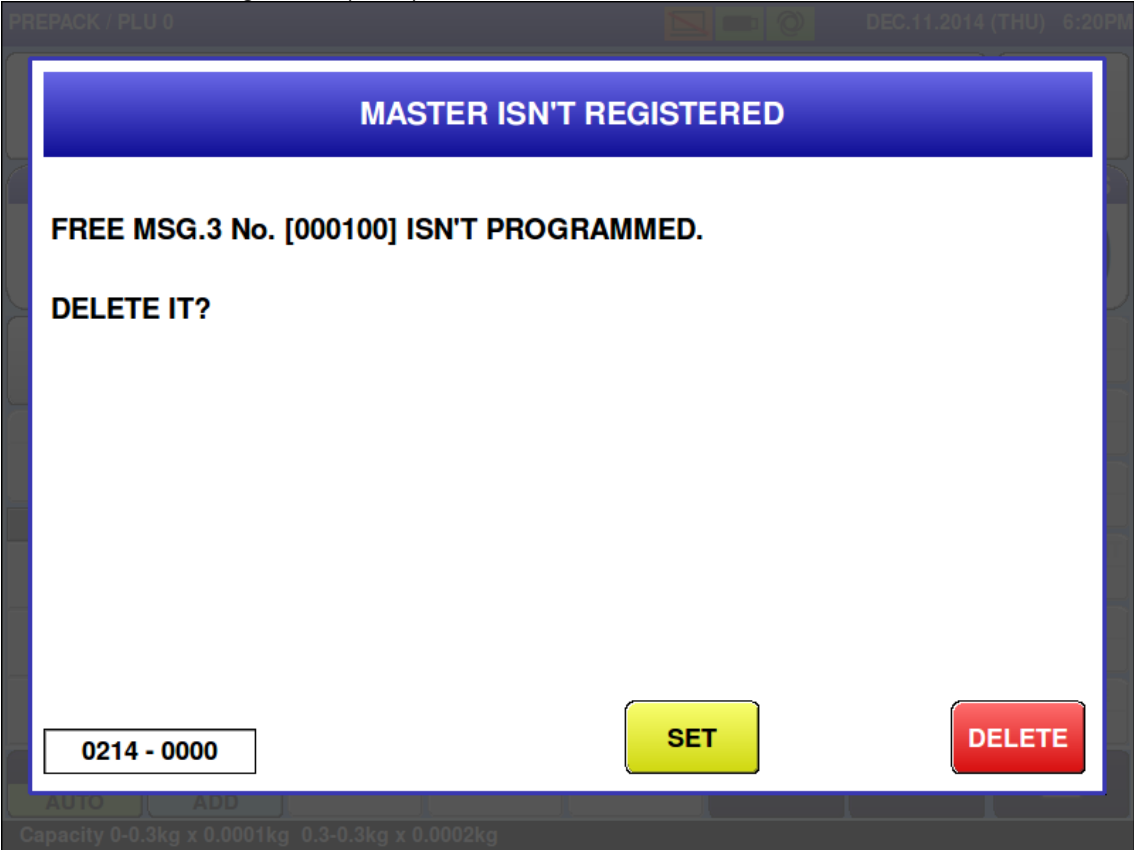 PREPACK / PLU 0 DEC.11.2014 (THU) 6:20PM
MASTER ISN'T REGISTERED
FREE MSG.3 No. [000100] ISN'T PROGRAMMED.
DELETE IT?
0214 - 0000
SET
DELETE
AUTO ADD
Capacity 0-0.3kg x 0.0001kg 0.3-0.3kg x 0.0002kg